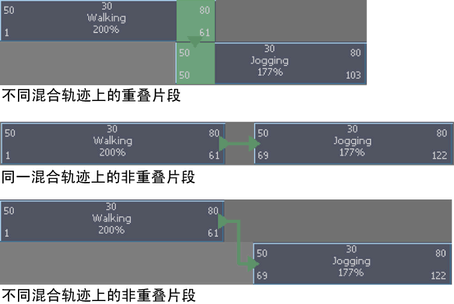 50 30 80
Walking
200%
1 61
50 30 80
Jogging
177%
50 103
不同混合轨迹上的重叠片段
50 30 80 50 30 80
Walking Jogging
200% 177%
1 61 69 122
同一混合轨迹上的非重叠片段
50 30 80
Walking
200%
1 61
50 30 80
Jogging
177%
69 122
不同混合轨迹上的非重叠片段